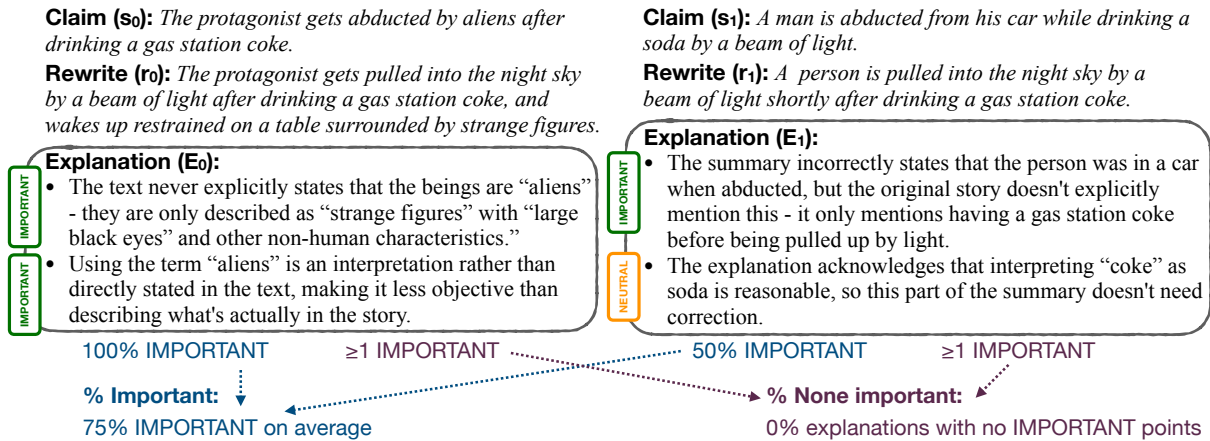 Claim (s0): The protagonist gets abducted by aliens after
drinking a gas station coke.
Rewrite (r0): The protagonist gets pulled into the night sky
by a beam of light after drinking a gas station coke, and
wakes up restrained on a table surrounded by strange figures.
Explanation (E0):
IMPORTANT
• The text never explicitly states that the beings are “aliens”
- they are only described as “strange figures” with “large
black eyes” and other non-human characteristics.”
IMPORTANT
• Using the term “aliens” is an interpretation rather than
directly stated in the text, making it less objective than
describing what's actually in the story.
Claim (s1): A man is abducted from his car while drinking a
soda by a beam of light.
Rewrite (r1): A person is pulled into the night sky by a
beam of light shortly after drinking a gas station coke.
Explanation (E1):
IMPORTANT
• The summary incorrectly states that the person was in a car
when abducted, but the original story doesn't explicitly
mention this - it only mentions having a gas station coke
before being pulled up by light.
NEUTRAL
• The explanation acknowledges that interpreting “coke” as
soda is reasonable, so this part of the summary doesn't need
correction.
100% IMPORTANT ≥1 IMPORTANT 50% IMPORTANT ≥1 IMPORTANT
% Important:
75% IMPORTANT on average
% None important:
0% explanations with no IMPORTANT points